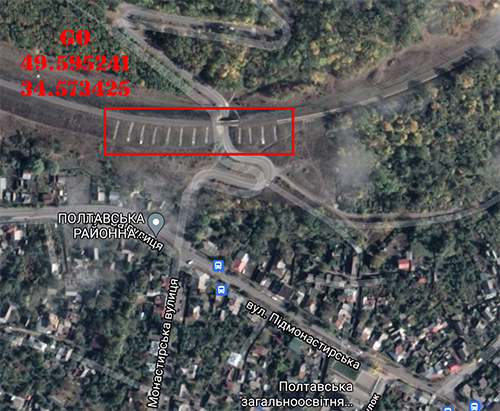 GO
49.595241
34.573425
ПОЛТАВСЬКА
РАЙОННА...
вулиця
Монастирська вулиця
вул. Підмонастирська
Полтавська
загальноосвітня...